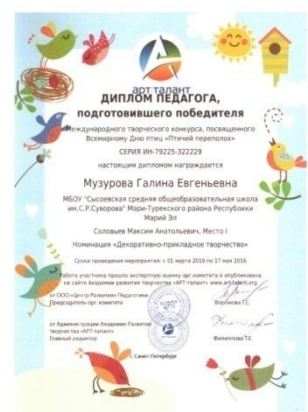 арт талант
ДИПЛОМ ПЕДАГОГА,
подготовившего победителя
Международного творческого конкурса, посвященного
Всемирному Дню птиц «Птичий переполох»
СЕРИЯ ИН-79225-322229
настоящим дипломом награждается
Музурова Галина Евгеньевна
МБОУ "Сысоевская средняя общеобразовательная школа
им.С.Р.Суворова" Мари-Турекского района Республики
Марий Эл
Соловьев Максим Анатольевич, Место I
Номинация «Декоративно-прикладное творчество»
Сроки проведения мероприятия: с 01 марта 2016 по 17 мая 2016
Работа участника прошла экспертную оценку орг.комитета и опубликована
на сайте Академии развития творчества «АРТ-талант» www.art-talant.org
от ООО «Центр Развития Педагогики»
Председатель орг. комитета
Воронова Г.Е.
от Администрации Академии Развития
творчества «АРТ-талант»
Главный редактор
Филиппова Т.Е.
г. Санкт-Петербург